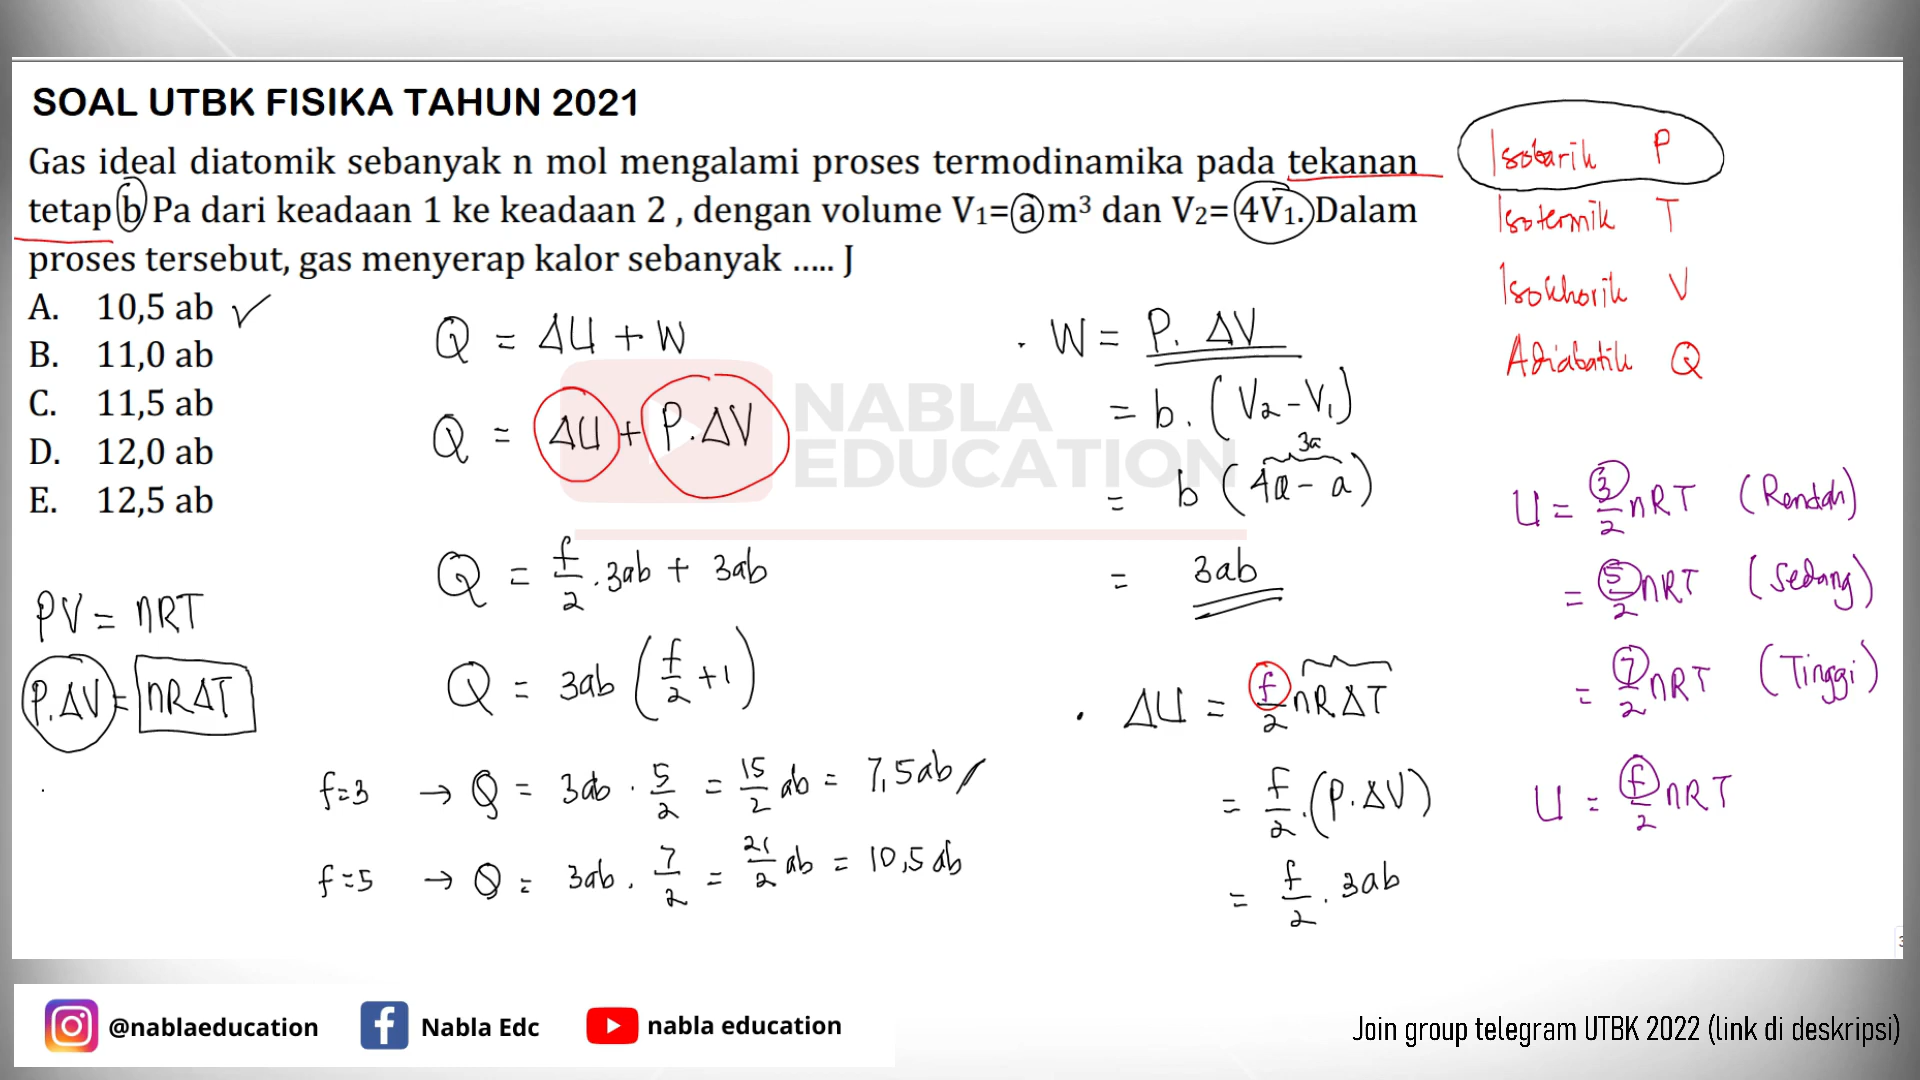 SOAL UTBK FISIKA TAHUN 2021
Gas ideal diatomik sebanyak n mol mengalami proses termodinamika pada tekanan
tetap b Pa dari keadaan 1 ke keadaan 2 , dengan volume V₁=a m³ dan V₂=4V₁. Dalam
proses tersebut, gas menyerap kalor sebanyak ..... J
A. 10,5 ab ✓
B. 11,0 ab
C. 11,5 ab
D. 12,0 ab
E. 12,5 ab
PV = nRT
P.ΔV = nRΔT
Q = ΔU + W
Q = ΔU + P.ΔV
Q = f/2 . 3ab + 3ab
Q = 3ab (f/2 + 1)
f=3 → Q = 3ab . 5/2 = 15/2 ab = 7,5ab
f=5 → Q = 3ab . 7/2 = 21/2 ab = 10,5 ab
. W = P. ΔV
= b. (V₂-V₁)
3a
= b (4a - a)
= 3ab
. ΔU = f/2 nRΔT
= f/2 .(P.ΔV)
= f/2 . 3ab
Isobarik P
Isotermik T
Isokhorik V
Adiabatik Q
U = 3/2 nRT (Rendah)
= 5/2 nRT (Sedang)
= 7/2 nRT (Tinggi)
U = f/2 nRT
NABLA
EDUCATION
@nablaeducation
Nabla Edc
nabla education
Join group telegram UTBK 2022 (link di deskripsi)